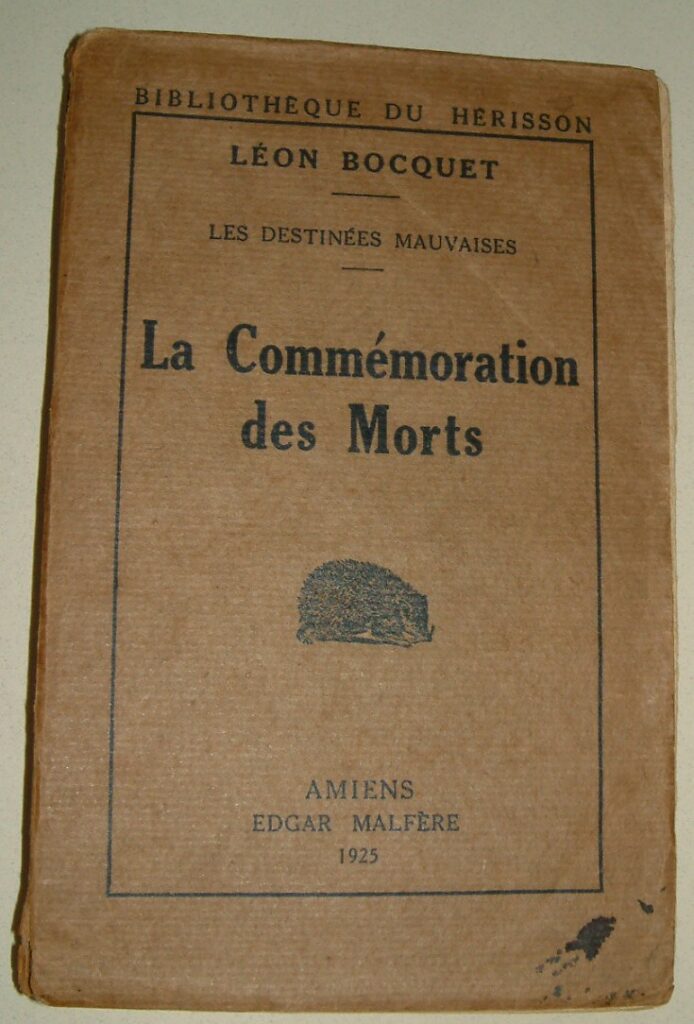 BIBLIOTHÈQUE DU HÉRISSON
LÉON BOCQUET
LES DESTINÉES MAUVAISES
La Commémoration
des Morts
AMIENS
EDGAR MALFÈRE
1925